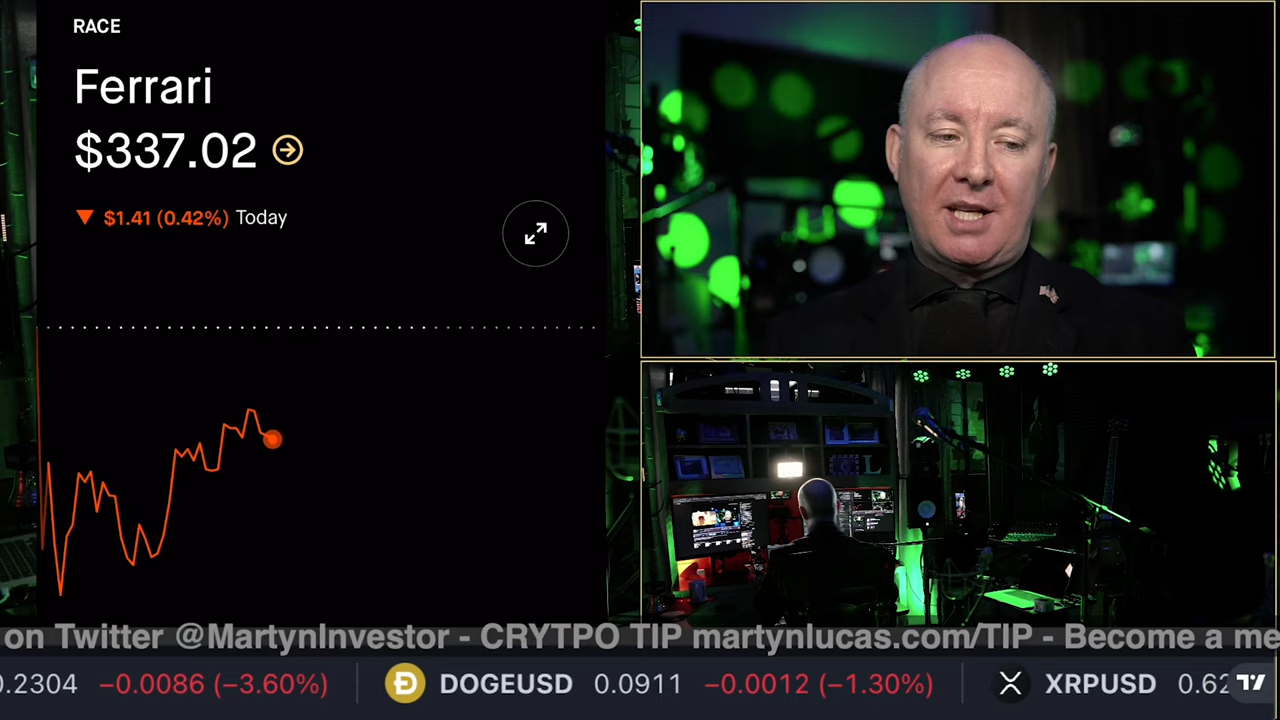 RACE
Ferrari
$337.02
$1.41 (0.42%) Today
on Twitter @MartynInvestor - CRYTPO TIP martynlucas.com/TIP - Become a me
0.2304 −0.0086 (−3.60%) DOGEUSD 0.0911 −0.0012 (−1.30%) XRPUSD 0.62